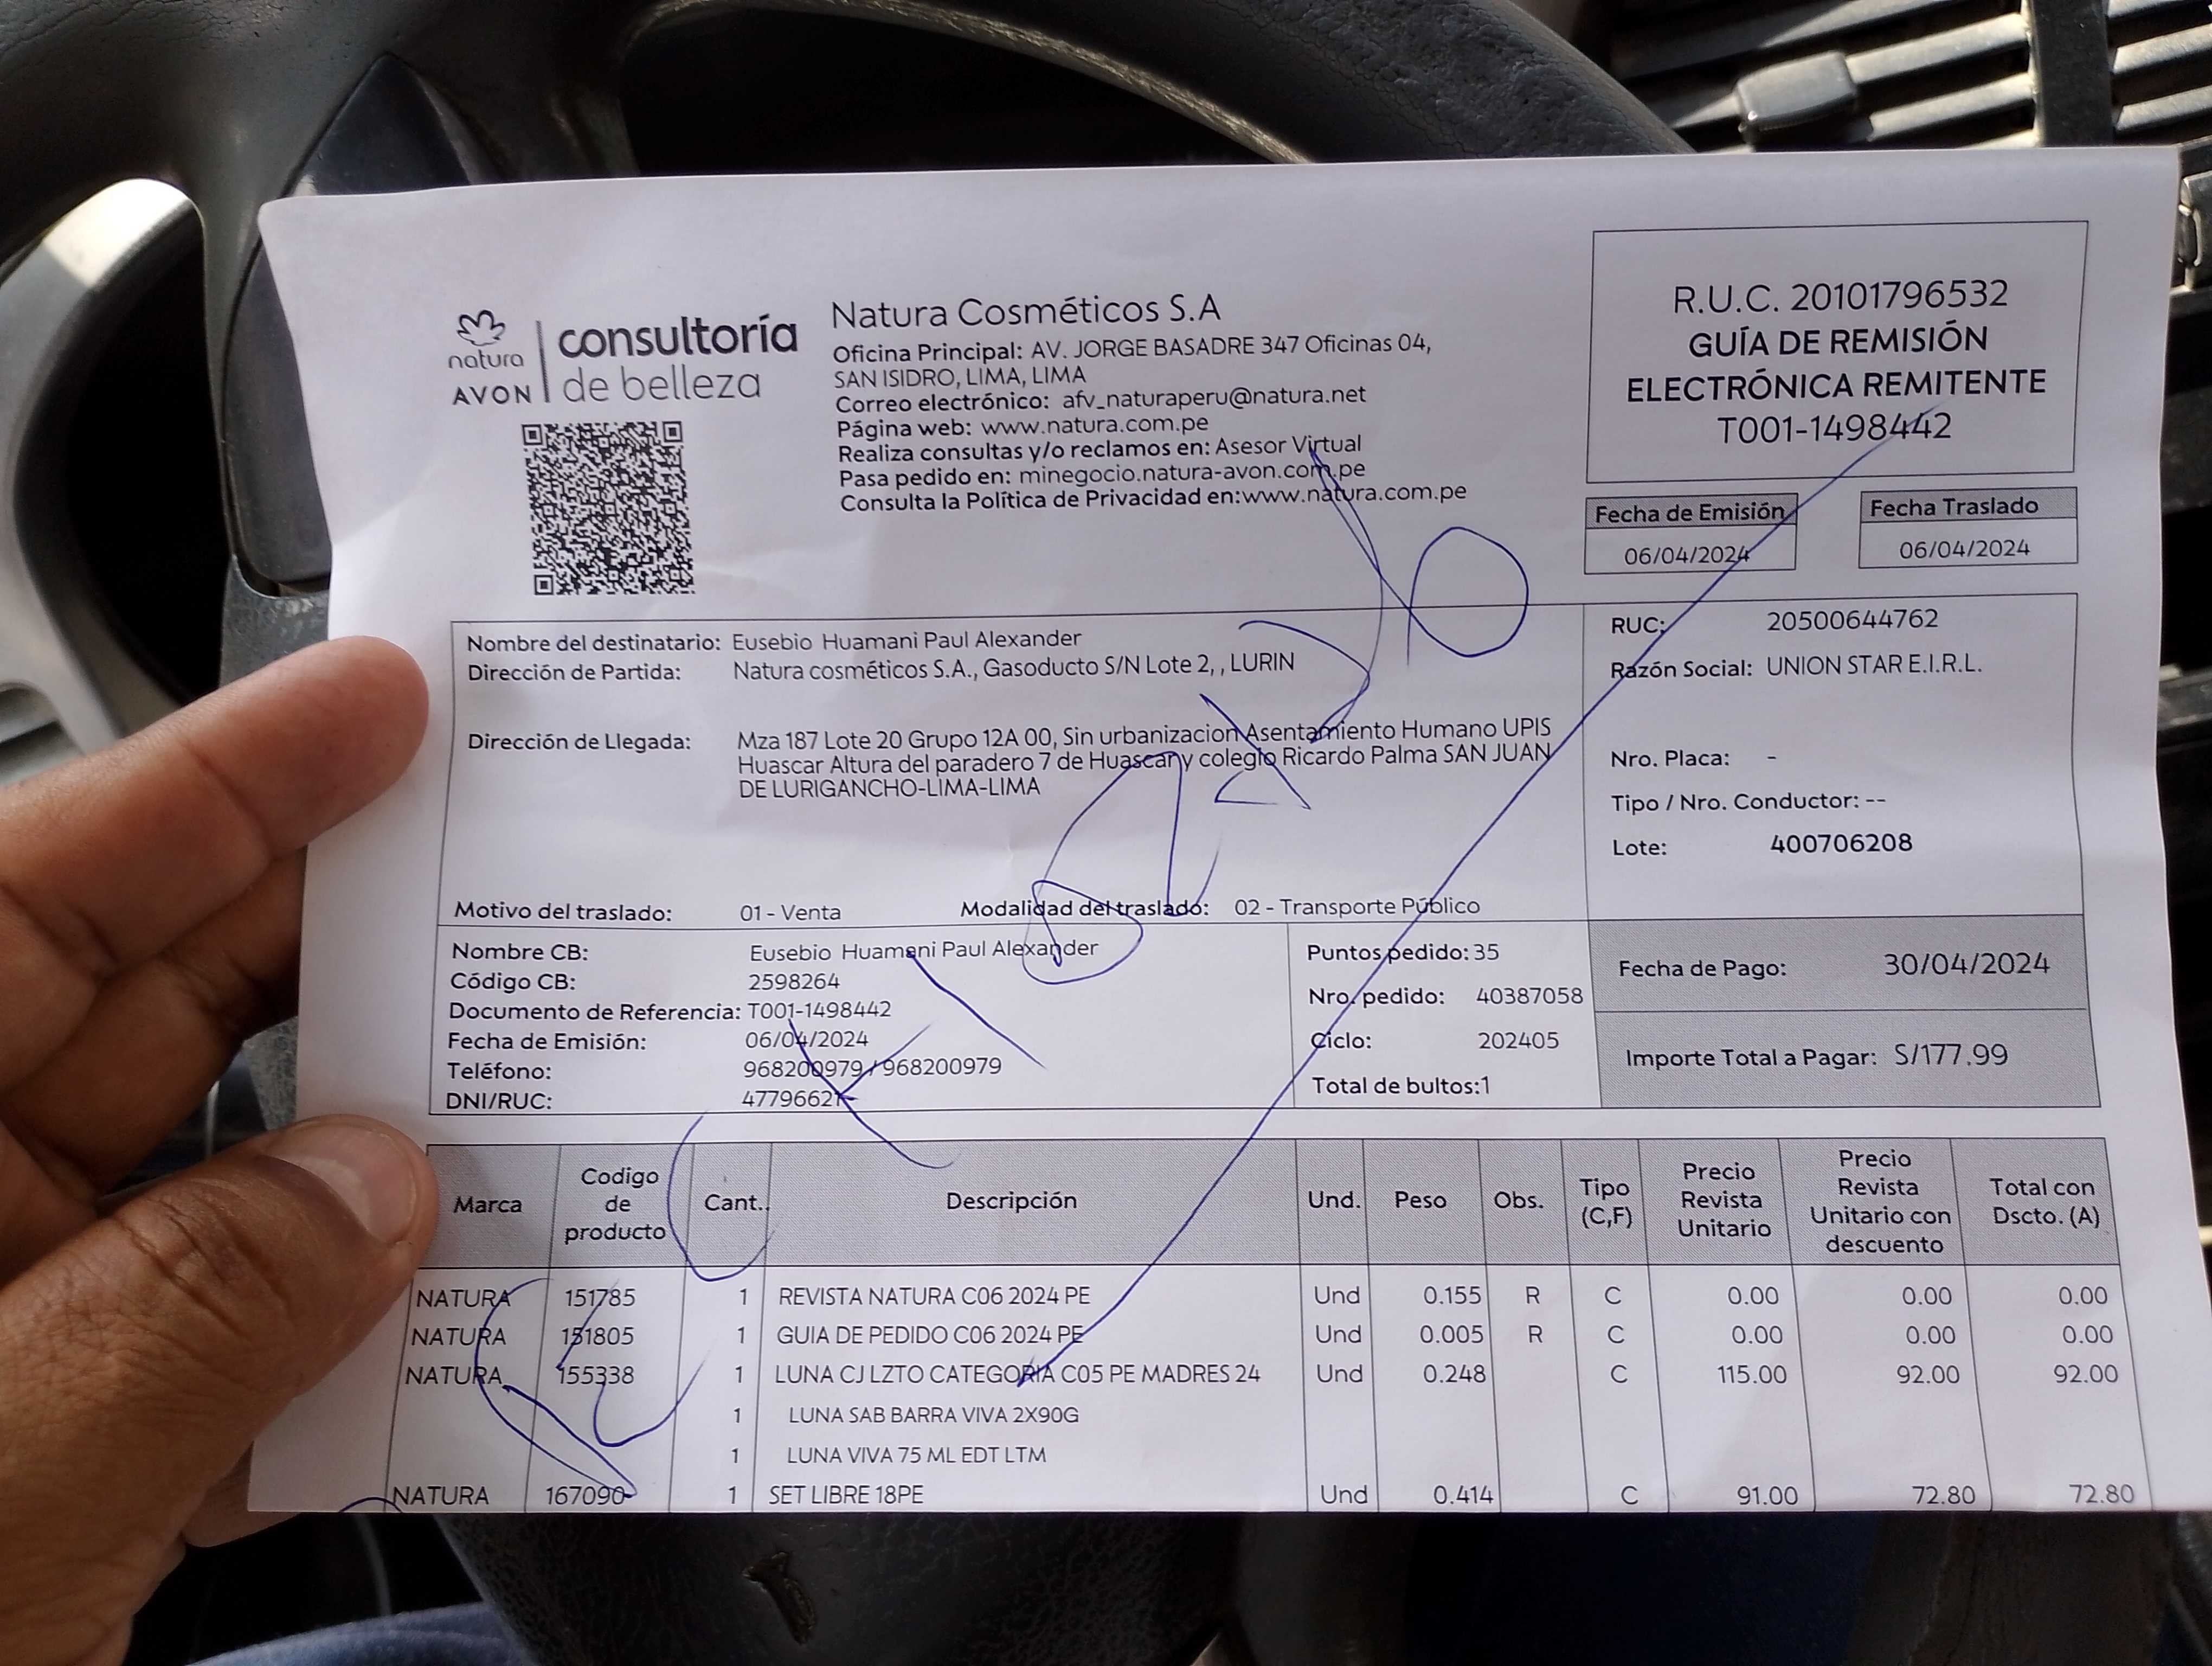 natura
AVON
consultoría
de belleza
Natura Cosméticos S.A
Oficina Principal: AV. JORGE BASADRE 347 Oficinas 04,
SAN ISIDRO, LIMA, LIMA
Correo electrónico: afv_naturaperu@natura.net
Página web: www.natura.com.pe
Realiza consultas y/o reclamos en: Asesor Virtual
Pasa pedido en: minegocio.natura-avon.com.pe
Consulta la Política de Privacidad en:www.natura.com.pe
R.U.C. 20101796532
GUÍA DE REMISIÓN
ELECTRÓNICA REMITENTE
T001-1498442
Fecha de Emisión
06/04/2024
Fecha Traslado
06/04/2024
Nombre del destinatario: Eusebio Huamani Paul Alexander
Dirección de Partida: Natura cosméticos S.A., Gasoducto S/N Lote 2, , LURIN
Dirección de Llegada: Mza 187 Lote 20 Grupo 12A 00, Sin urbanizacion Asentamiento Humano UPIS
Huascar Altura del paradero 7 de Huascar y colegio Ricardo Palma SAN JUAN
DE LURIGANCHO-LIMA-LIMA
Motivo del traslado: 01 - Venta Modalidad del traslado: 02 - Transporte Público
RUC: 20500644762
Razón Social: UNION STAR E.I.R.L.
Nro. Placa: -
Tipo / Nro. Conductor: --
Lote: 400706208
Nombre CB: Eusebio Huamani Paul Alexander
Código CB: 2598264
Documento de Referencia: T001-1498442
Fecha de Emisión: 06/04/2024
Teléfono: 968200979 / 968200979
DNI/RUC: 47796621
Puntos pedido: 35
Nro. pedido: 40387058
Ciclo: 202405
Total de bultos:1
Fecha de Pago: 30/04/2024
Importe Total a Pagar: S/177.99
Marca Codigo de producto Cant. Descripción Und. Peso Obs. Tipo (C,F) Precio Revista Unitario Precio Revista Unitario con descuento Total con Dscto. (A)
NATURA 151785 1 REVISTA NATURA C06 2024 PE Und 0.155 R C 0.00 0.00 0.00
NATURA 151805 1 GUIA DE PEDIDO C06 2024 PE Und 0.005 R C 0.00 0.00 0.00
NATURA 155338 1 LUNA CJ LZTO CATEGORIA C05 PE MADRES 24 Und 0.248 C 115.00 92.00 92.00
1 LUNA SAB BARRA VIVA 2X90G
1 LUNA VIVA 75 ML EDT LTM
NATURA 167090 1 SET LIBRE 18PE Und 0.414 C 91.00 72.80 72.80